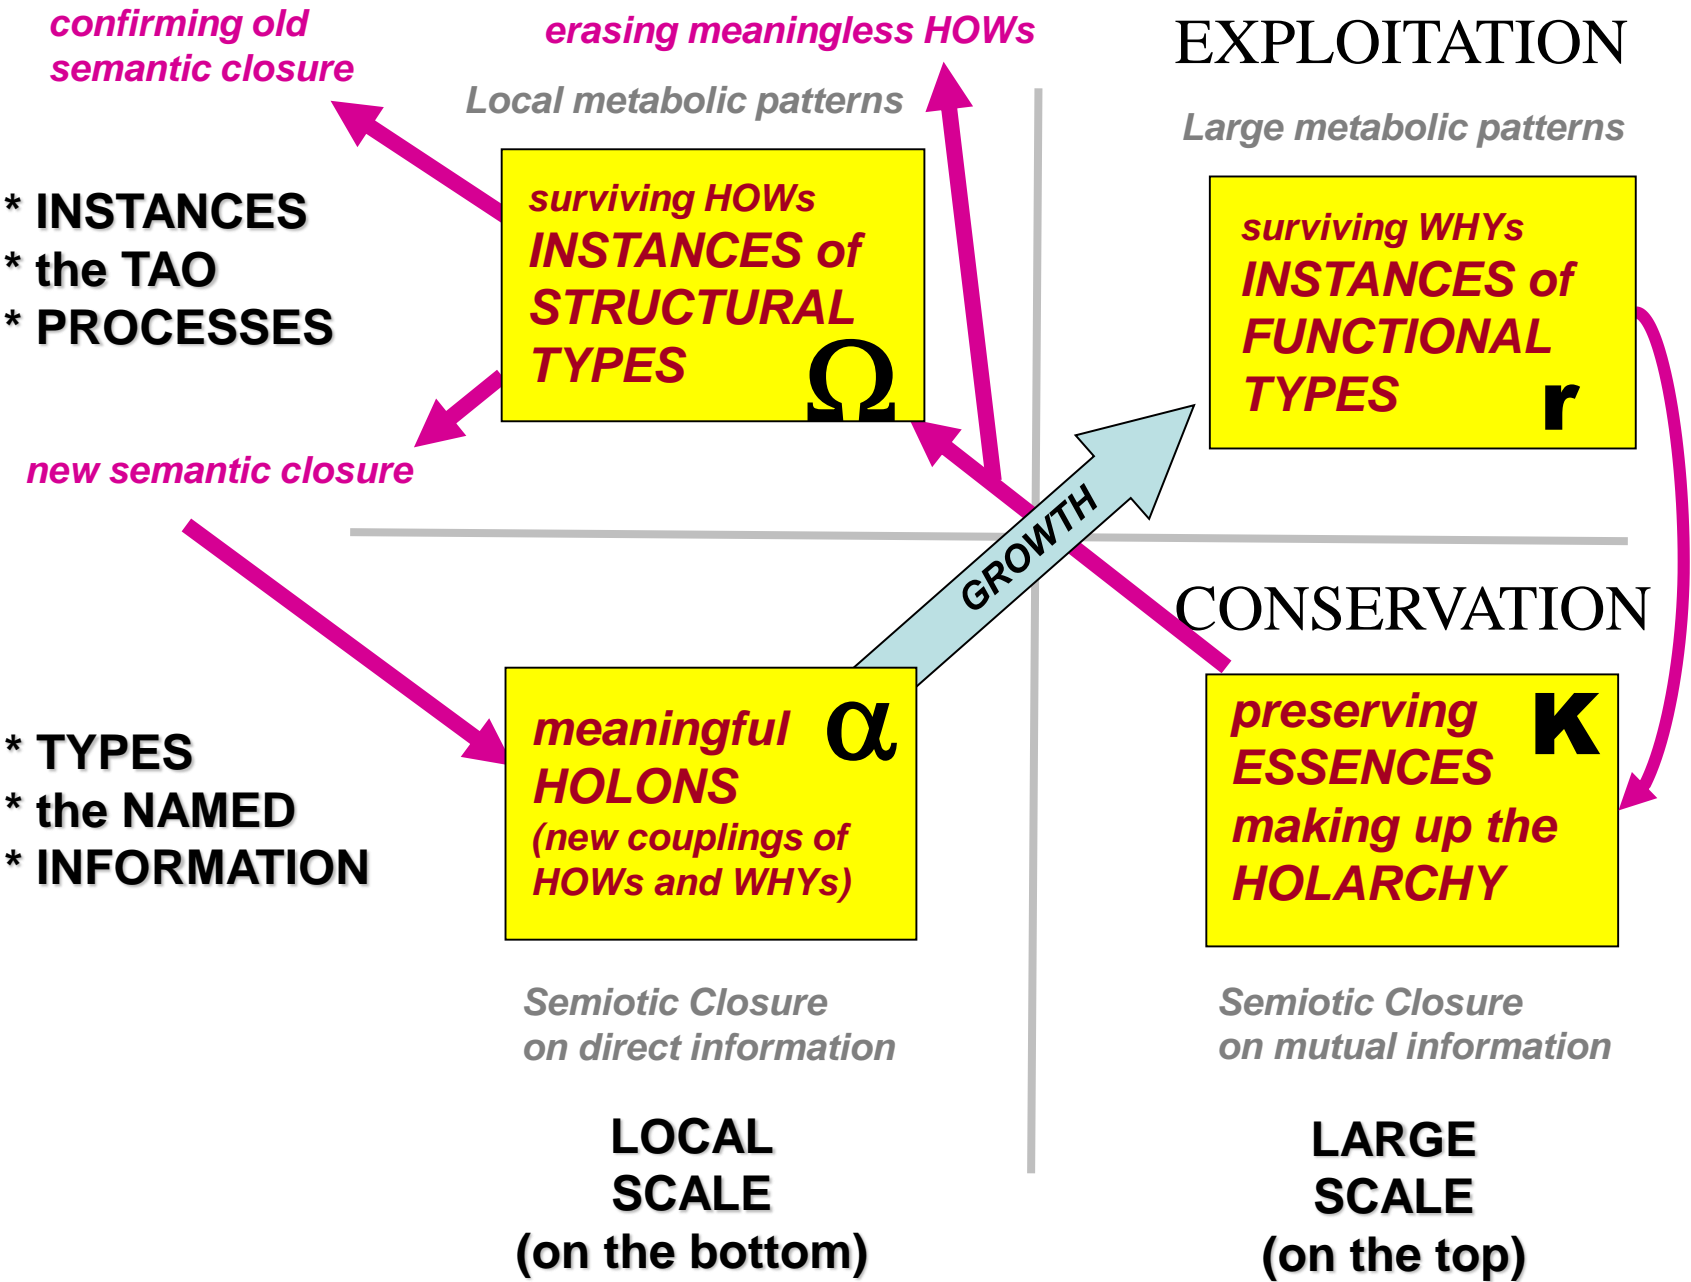 confirming old
semantic closure
erasing meaningless HOWs
EXPLOITATION
Local metabolic patterns
Large metabolic patterns
* INSTANCES
* the TAO
* PROCESSES
surviving HOWs
INSTANCES of
STRUCTURAL
TYPES
Ω
surviving WHYs
INSTANCES of
FUNCTIONAL
TYPES
r
new semantic closure
GROWTH
CONSERVATION
* TYPES
* the NAMED
* INFORMATION
meaningful
α
HOLONS
(new couplings of
HOWs and WHYs)
preserving
K
ESSENCES
making up the
HOLARCHY
Semiotic Closure
on direct information
Semiotic Closure
on mutual information
LOCAL
SCALE
(on the bottom)
LARGE
SCALE
(on the top)